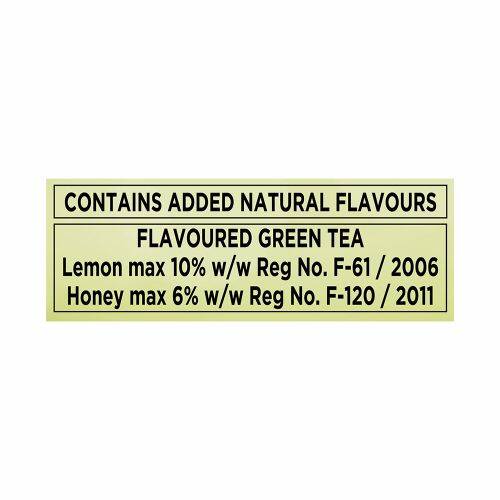 CONTAINS ADDED NATURAL FLAVOURS
FLAVOURED GREEN TEA
Lemon max 10% w/w Reg No. F-61 / 2006
Honey max 6% w/w Reg No. F-120 / 2011